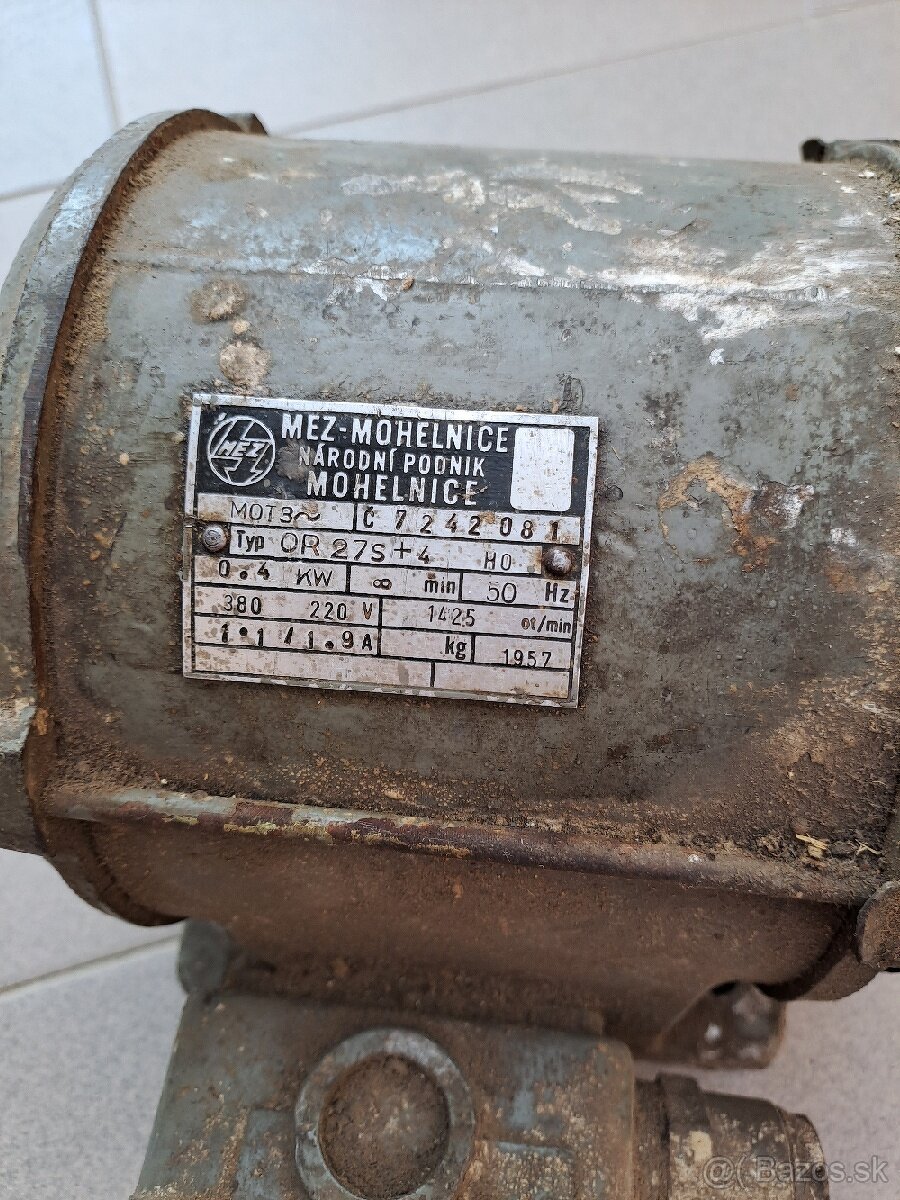 MEZ
MEZ-MOHELNICE
NÁRODNÍ PODNIK
MOHELNICE
MOT3~ Č 7242081
Typ OR 27S+4 HO
0.4 KW ∞ min 50 Hz
380 220 V 1425 ot/min
1.1/1.9A kg 1957
@ Bazos.sk